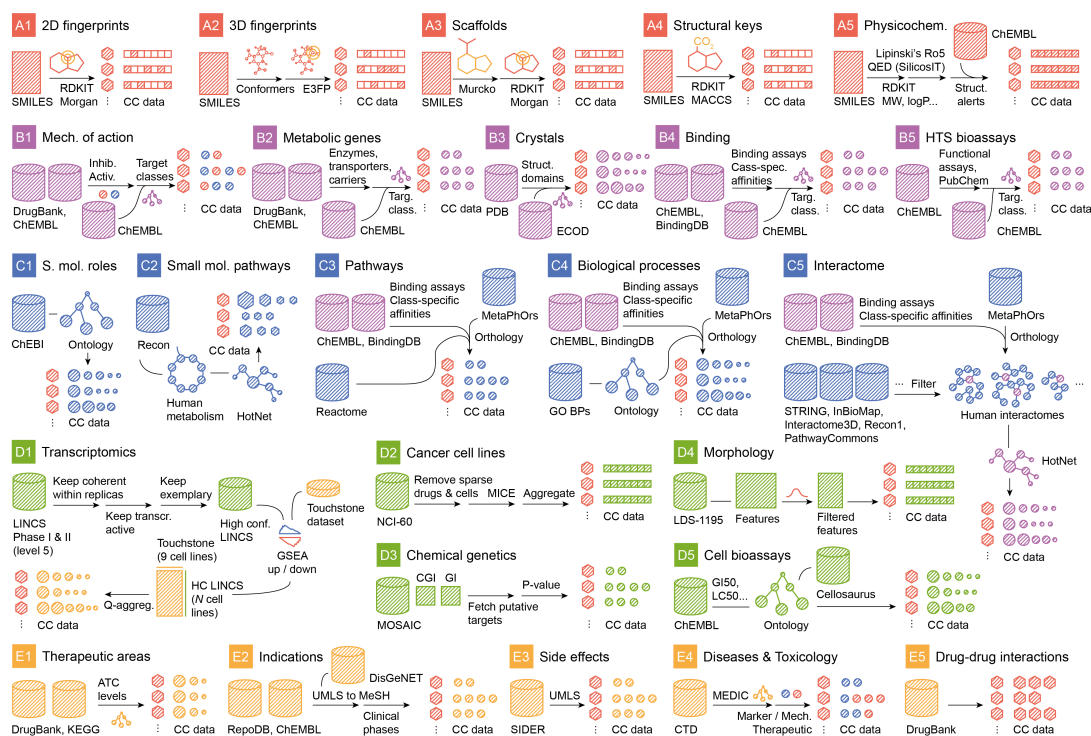 A1 2D fingerprints
SMILES
RDKIT
Morgan
CC data
A2 3D fingerprints
SMILES
Conformers
E3FP
CC data
A3 Scaffolds
SMILES
Murcko
RDKIT
Morgan
CC data
A4 Structural keys
CO2
SMILES
RDKIT
MACCS
CC data
A5 Physicochem.
ChEMBL
Lipinski's Ro5
QED (SilicosIT)
SMILES
RDKIT
MW, logP...
Struct.
alerts
CC data
B1 Mech. of action
Inhib.
Activ.
Target
classes
DrugBank,
ChEMBL
ChEMBL
CC data
B2 Metabolic genes
Enzymes,
transporters,
carriers
DrugBank,
ChEMBL
Targ.
class.
ChEMBL
CC data
B3 Crystals
Struct.
domains
PDB
ECOD
CC data
B4 Binding
Binding assays
Cass-spec.
affinities
ChEMBL,
BindingDB
Targ.
class.
ChEMBL
CC data
B5 HTS bioassays
Functional
assays,
PubChem
ChEMBL
Targ.
class.
ChEMBL
CC data
C1 S. mol. roles
ChEBI
Ontology
CC data
C2 Small mol. pathways
Recon
CC data
Human
metabolism
HotNet
C3 Pathways
Binding assays
Class-specific
affinities
MetaPhOrs
ChEMBL, BindingDB
Orthology
Reactome
CC data
C4 Biological processes
Binding assays
Class-specific
affinities
MetaPhOrs
ChEMBL, BindingDB
Orthology
GO BPs
Ontology
CC data
C5 Interactome
Binding assays
Class-specific affinities
MetaPhOrs
ChEMBL, BindingDB
Orthology
... Filter
...
STRING, InBioMap,
Interactome3D, Recon1,
PathwayCommons
Human interactomes
HotNet
CC data
D1 Transcriptomics
Keep coherent
within replicas
Keep
exemplary
Keep transcr.
active
LINCS
Phase I & II
(level 5)
High conf.
LINCS
Touchstone
dataset
GSEA
up / down
Touchstone
(9 cell lines)
HC LINCS
(N cell
lines)
Q-aggreg.
CC data
D2 Cancer cell lines
Remove sparse
drugs & cells
MICE
Aggregate
NCI-60
CC data
D3 Chemical genetics
CGI GI
P-value
MOSAIC
Fetch putative
targets
CC data
D4 Morphology
LDS-1195
Features
Filtered
features
CC data
D5 Cell bioassays
GI50,
LC50...
Cellosaurus
ChEMBL
Ontology
CC data
E1 Therapeutic areas
ATC
levels
DrugBank, KEGG
CC data
E2 Indications
DisGeNET
UMLS to MeSH
RepoDB, ChEMBL
Clinical
phases
CC data
E3 Side effects
UMLS
SIDER
CC data
E4 Diseases & Toxicology
MEDIC
Marker / Mech.
Therapeutic
CTD
CC data
E5 Drug-drug interactions
DrugBank
CC data